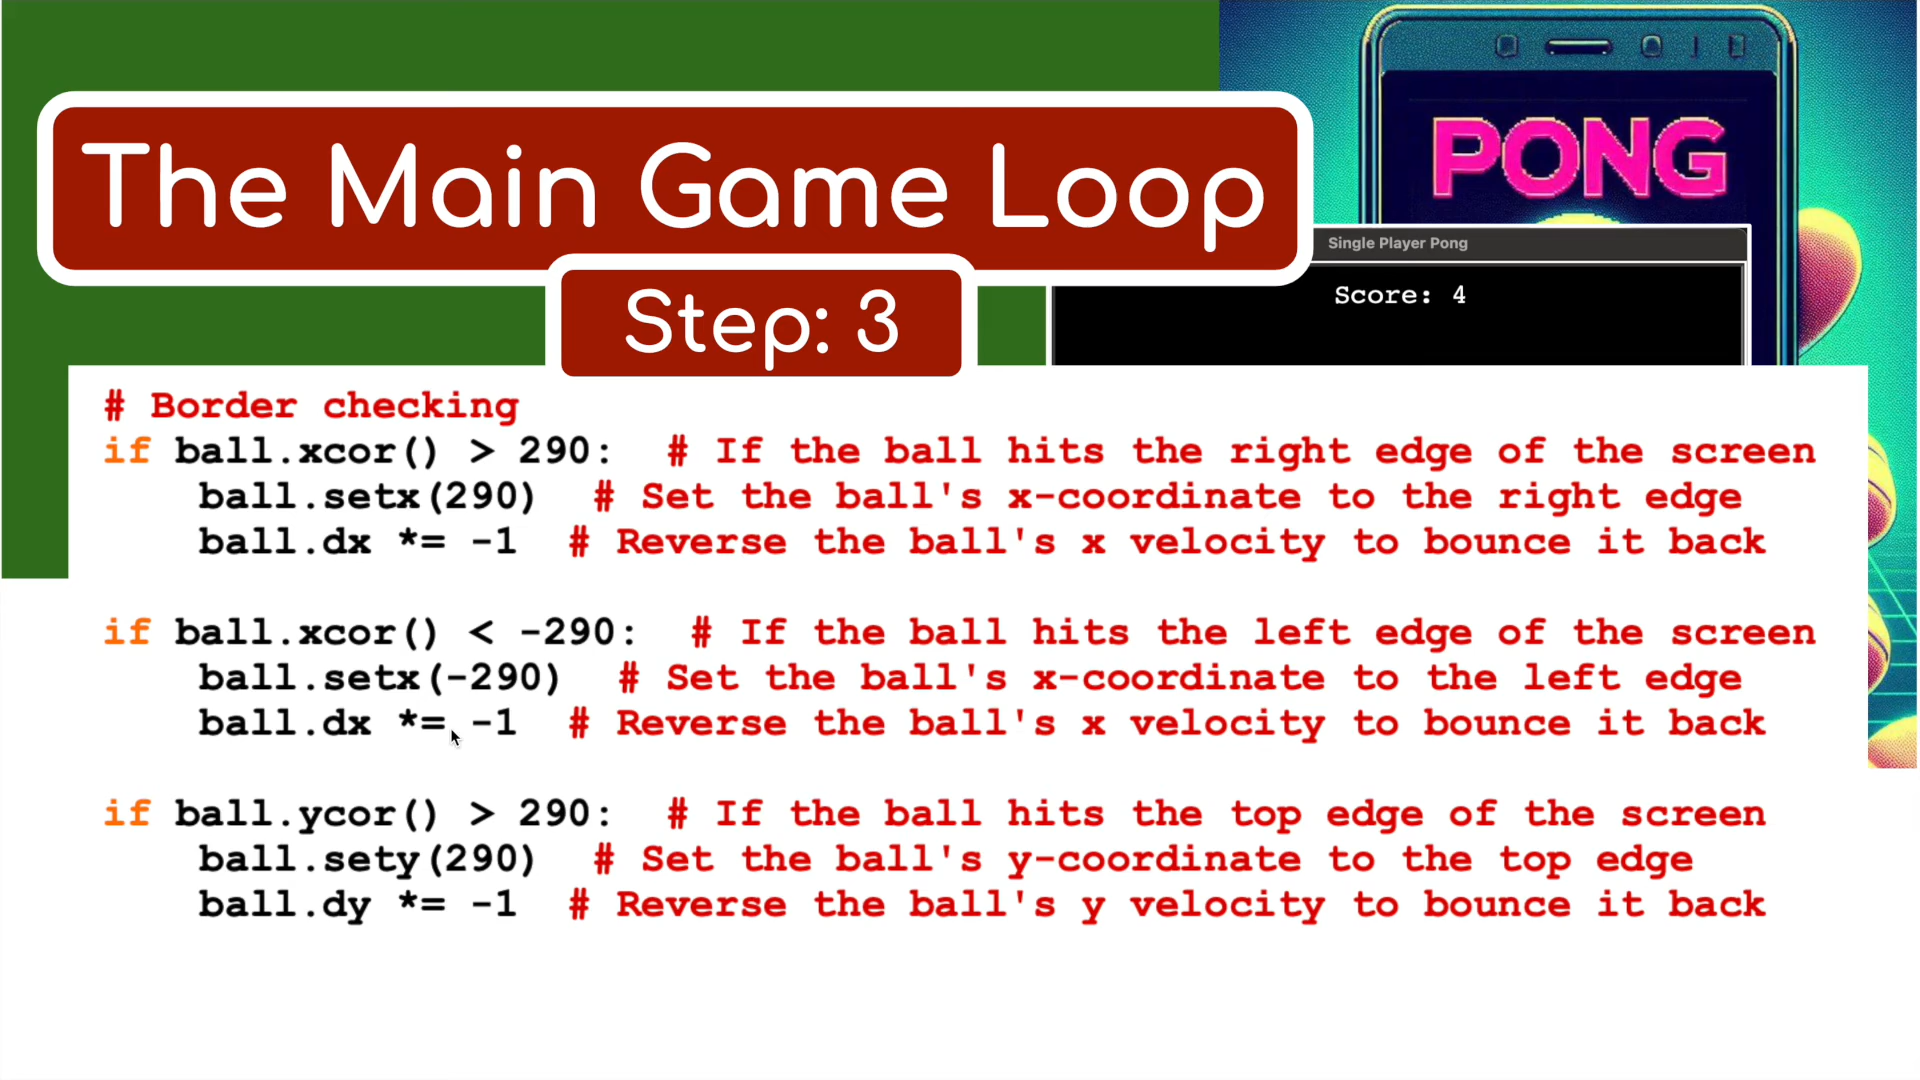 PONG
The Main Game Loop
Single Player Pong
Score: 4
Step: 3
# Border checking
if ball.xcor() > 290:  # If the ball hits the right edge of the screen
    ball.setx(290)  # Set the ball's x-coordinate to the right edge
    ball.dx *= -1  # Reverse the ball's x velocity to bounce it back
if ball.xcor() < -290:  # If the ball hits the left edge of the screen
    ball.setx(-290)  # Set the ball's x-coordinate to the left edge
    ball.dx *= -1  # Reverse the ball's x velocity to bounce it back
if ball.ycor() > 290:  # If the ball hits the top edge of the screen
    ball.sety(290)  # Set the ball's y-coordinate to the top edge
    ball.dy *= -1  # Reverse the ball's y velocity to bounce it back